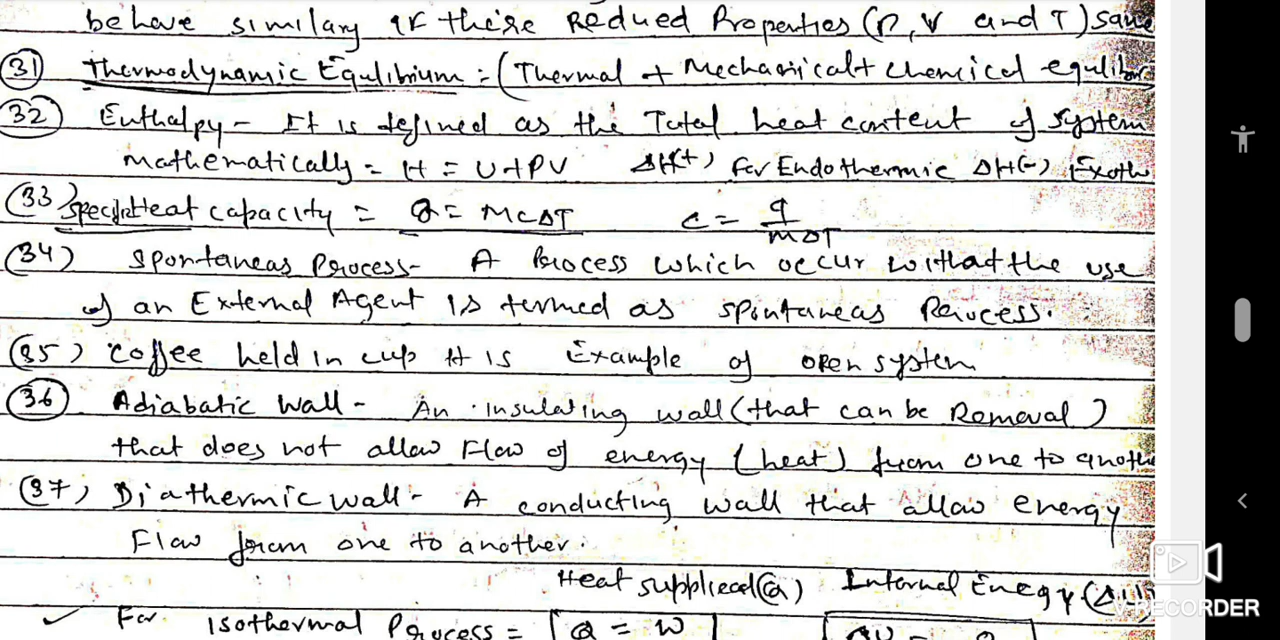 behave similary if there Redued Properties (P, V and T) same
(31) Thermodynamic Equlibrium = (Thermal + Mechanical + chemical equlibr
(32) Enthalpy - It is defined as the Total heat content of system
mathematically = H = U+PV ΔH(+) for Endothermic ΔH(-) Exoth
(33) Specific Heat capacity = q = mcΔT c = q/mΔT
(34) Spontaneas Process - A Process which occur without the use
of an External Agent is termed as spontaneas Process.
(35) coffee held in cup it is Example of open system
(36) Adiabatic wall - An insulating wall (that can be Removal)
that does not allow Flow of energy (heat) from one to anothe
(37) Diathermic wall - A conducting wall that allow energy
Flow from one to another.
Heat supplied (Q) Internal Energy (ΔU)
✓ For isothermal Process = Q = W
V RECORDER